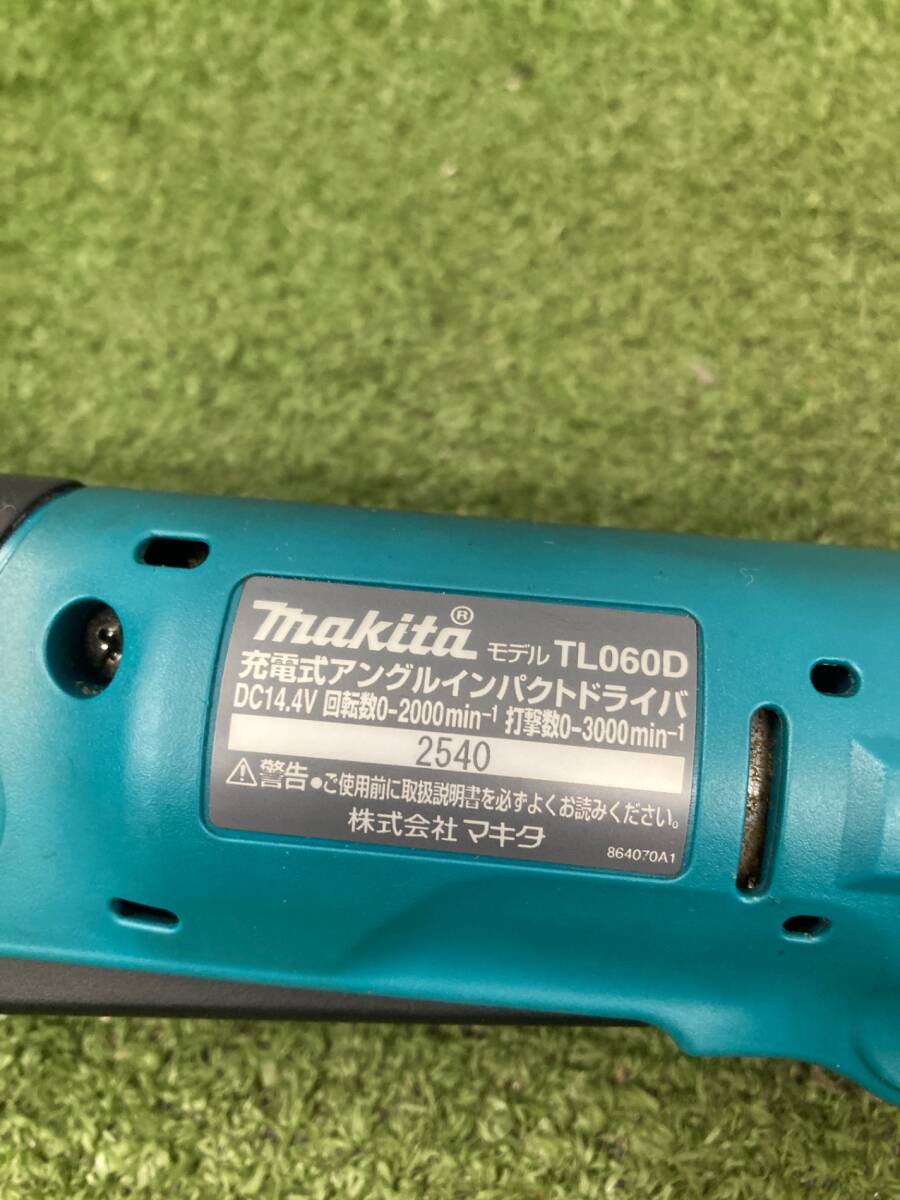 makita® モデル TL060D
充電式アングルインパクトドライバ
DC14.4V 回転数0-2000min-1 打撃数0-3000min-1
2540
⚠警告●ご使用前に取扱説明書を必ずよくお読みください。
株式会社 マキタ
864070A1